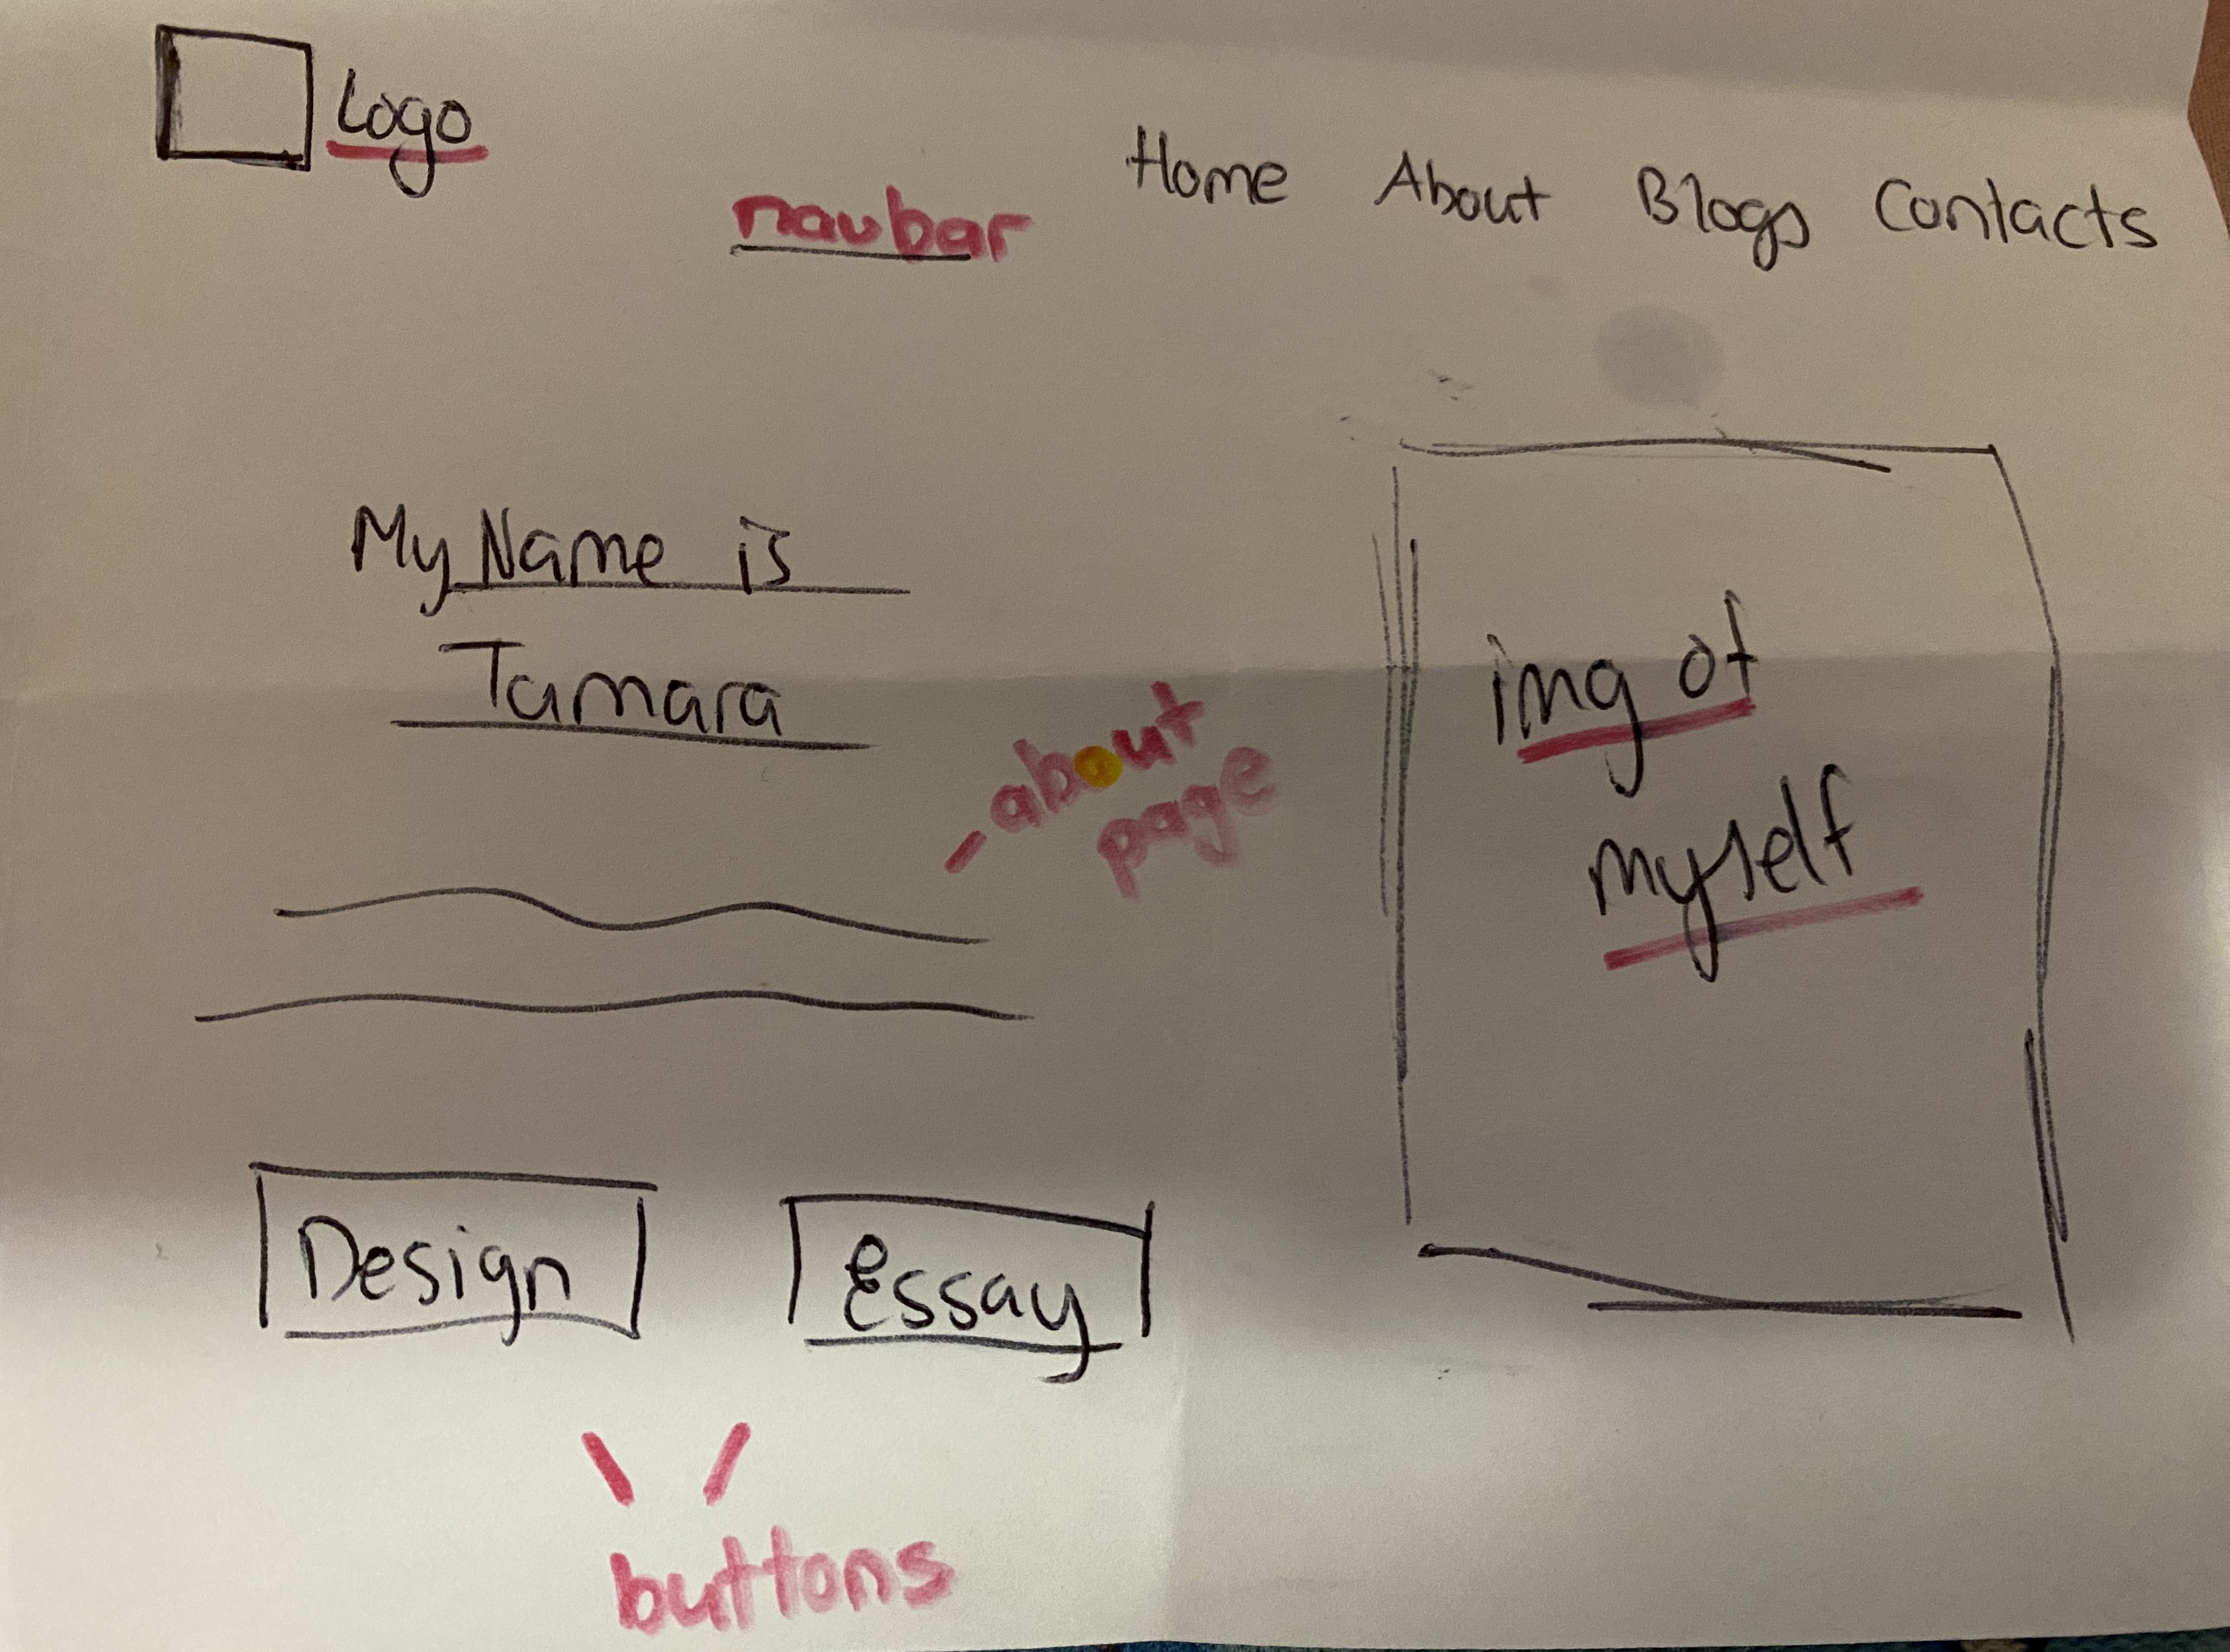 Logo
navbar
Home About Blogs Contacts
My Name is
Tamara
about
page
img of
myself
Design
Essay
buttons